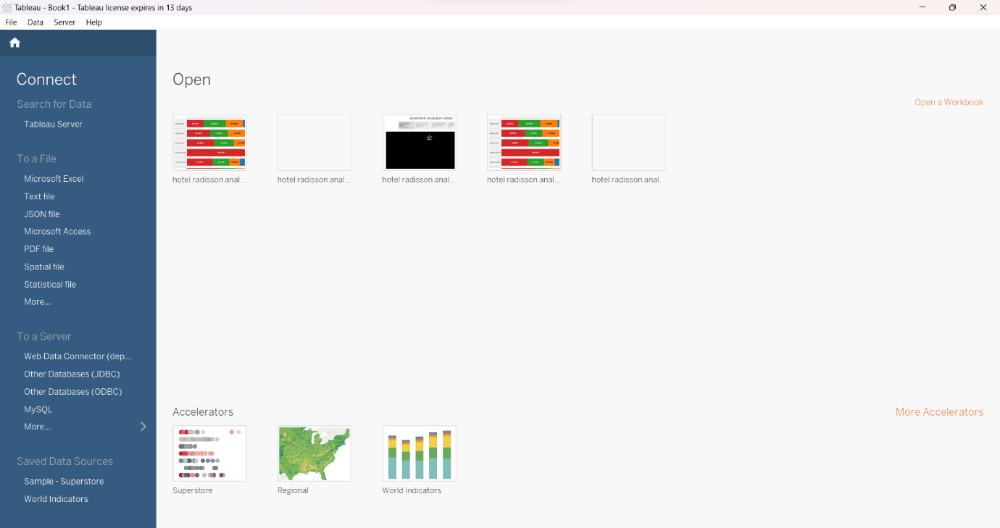 Tableau - Book1 - Tableau license expires in 13 days
File Data Server Help
Connect
Search for Data
Tableau Server
To a File
Microsoft Excel
Text file
JSON file
Microsoft Access
PDF file
Spatial file
Statistical file
More...
To a Server
Web Data Connector (dep...
Other Databases (JDBC)
Other Databases (ODBC)
MySQL
More...
Saved Data Sources
Sample - Superstore
World Indicators
Open
Open a Workbook
hotel radisson anal...
hotel radisson anal...
hotel radisson anal...
hotel radisson anal...
hotel radisson anal...
Accelerators
More Accelerators
Superstore
Regional
World Indicators